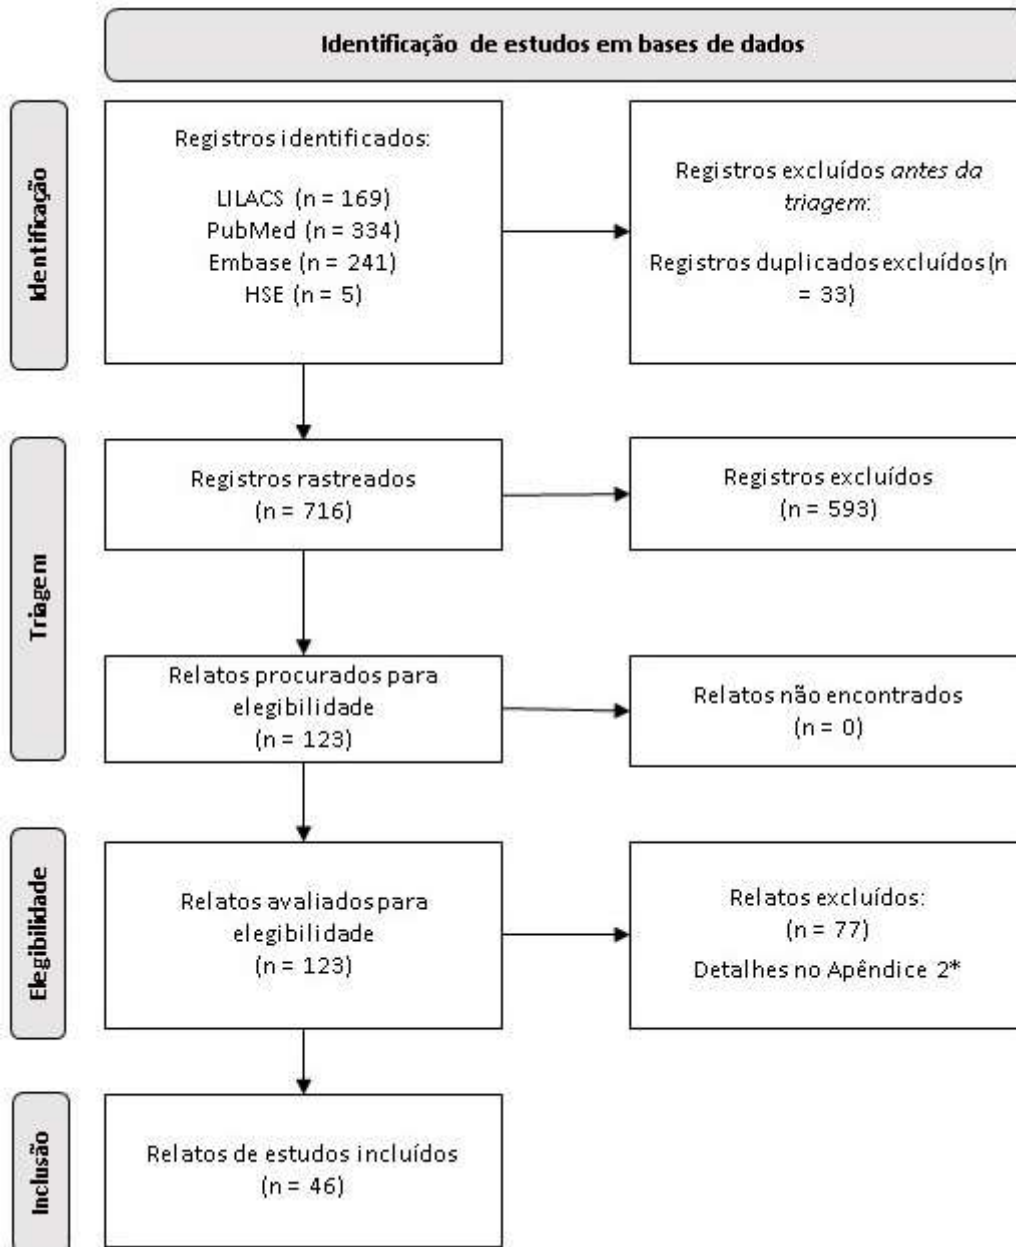 Identificação de estudos em bases de dados
Identificação
Registros identificados:
LILACS (n = 169)
PubMed (n = 334)
Embase (n = 241)
HSE (n = 5)
Registros excluídos antes da
triagem:
Registros duplicados excluídos (n
= 33)
Triagem
Registros rastreados
(n = 716)
Registros excluídos
(n = 593)
Relatos procurados para
elegibilidade
(n = 123)
Relatos não encontrados
(n = 0)
Elegibilidade
Relatos avaliados para
elegibilidade
(n = 123)
Relatos excluídos:
(n = 77)
Detalhes no Apêndice 2*
Inclusão
Relatos de estudos incluídos
(n = 46)